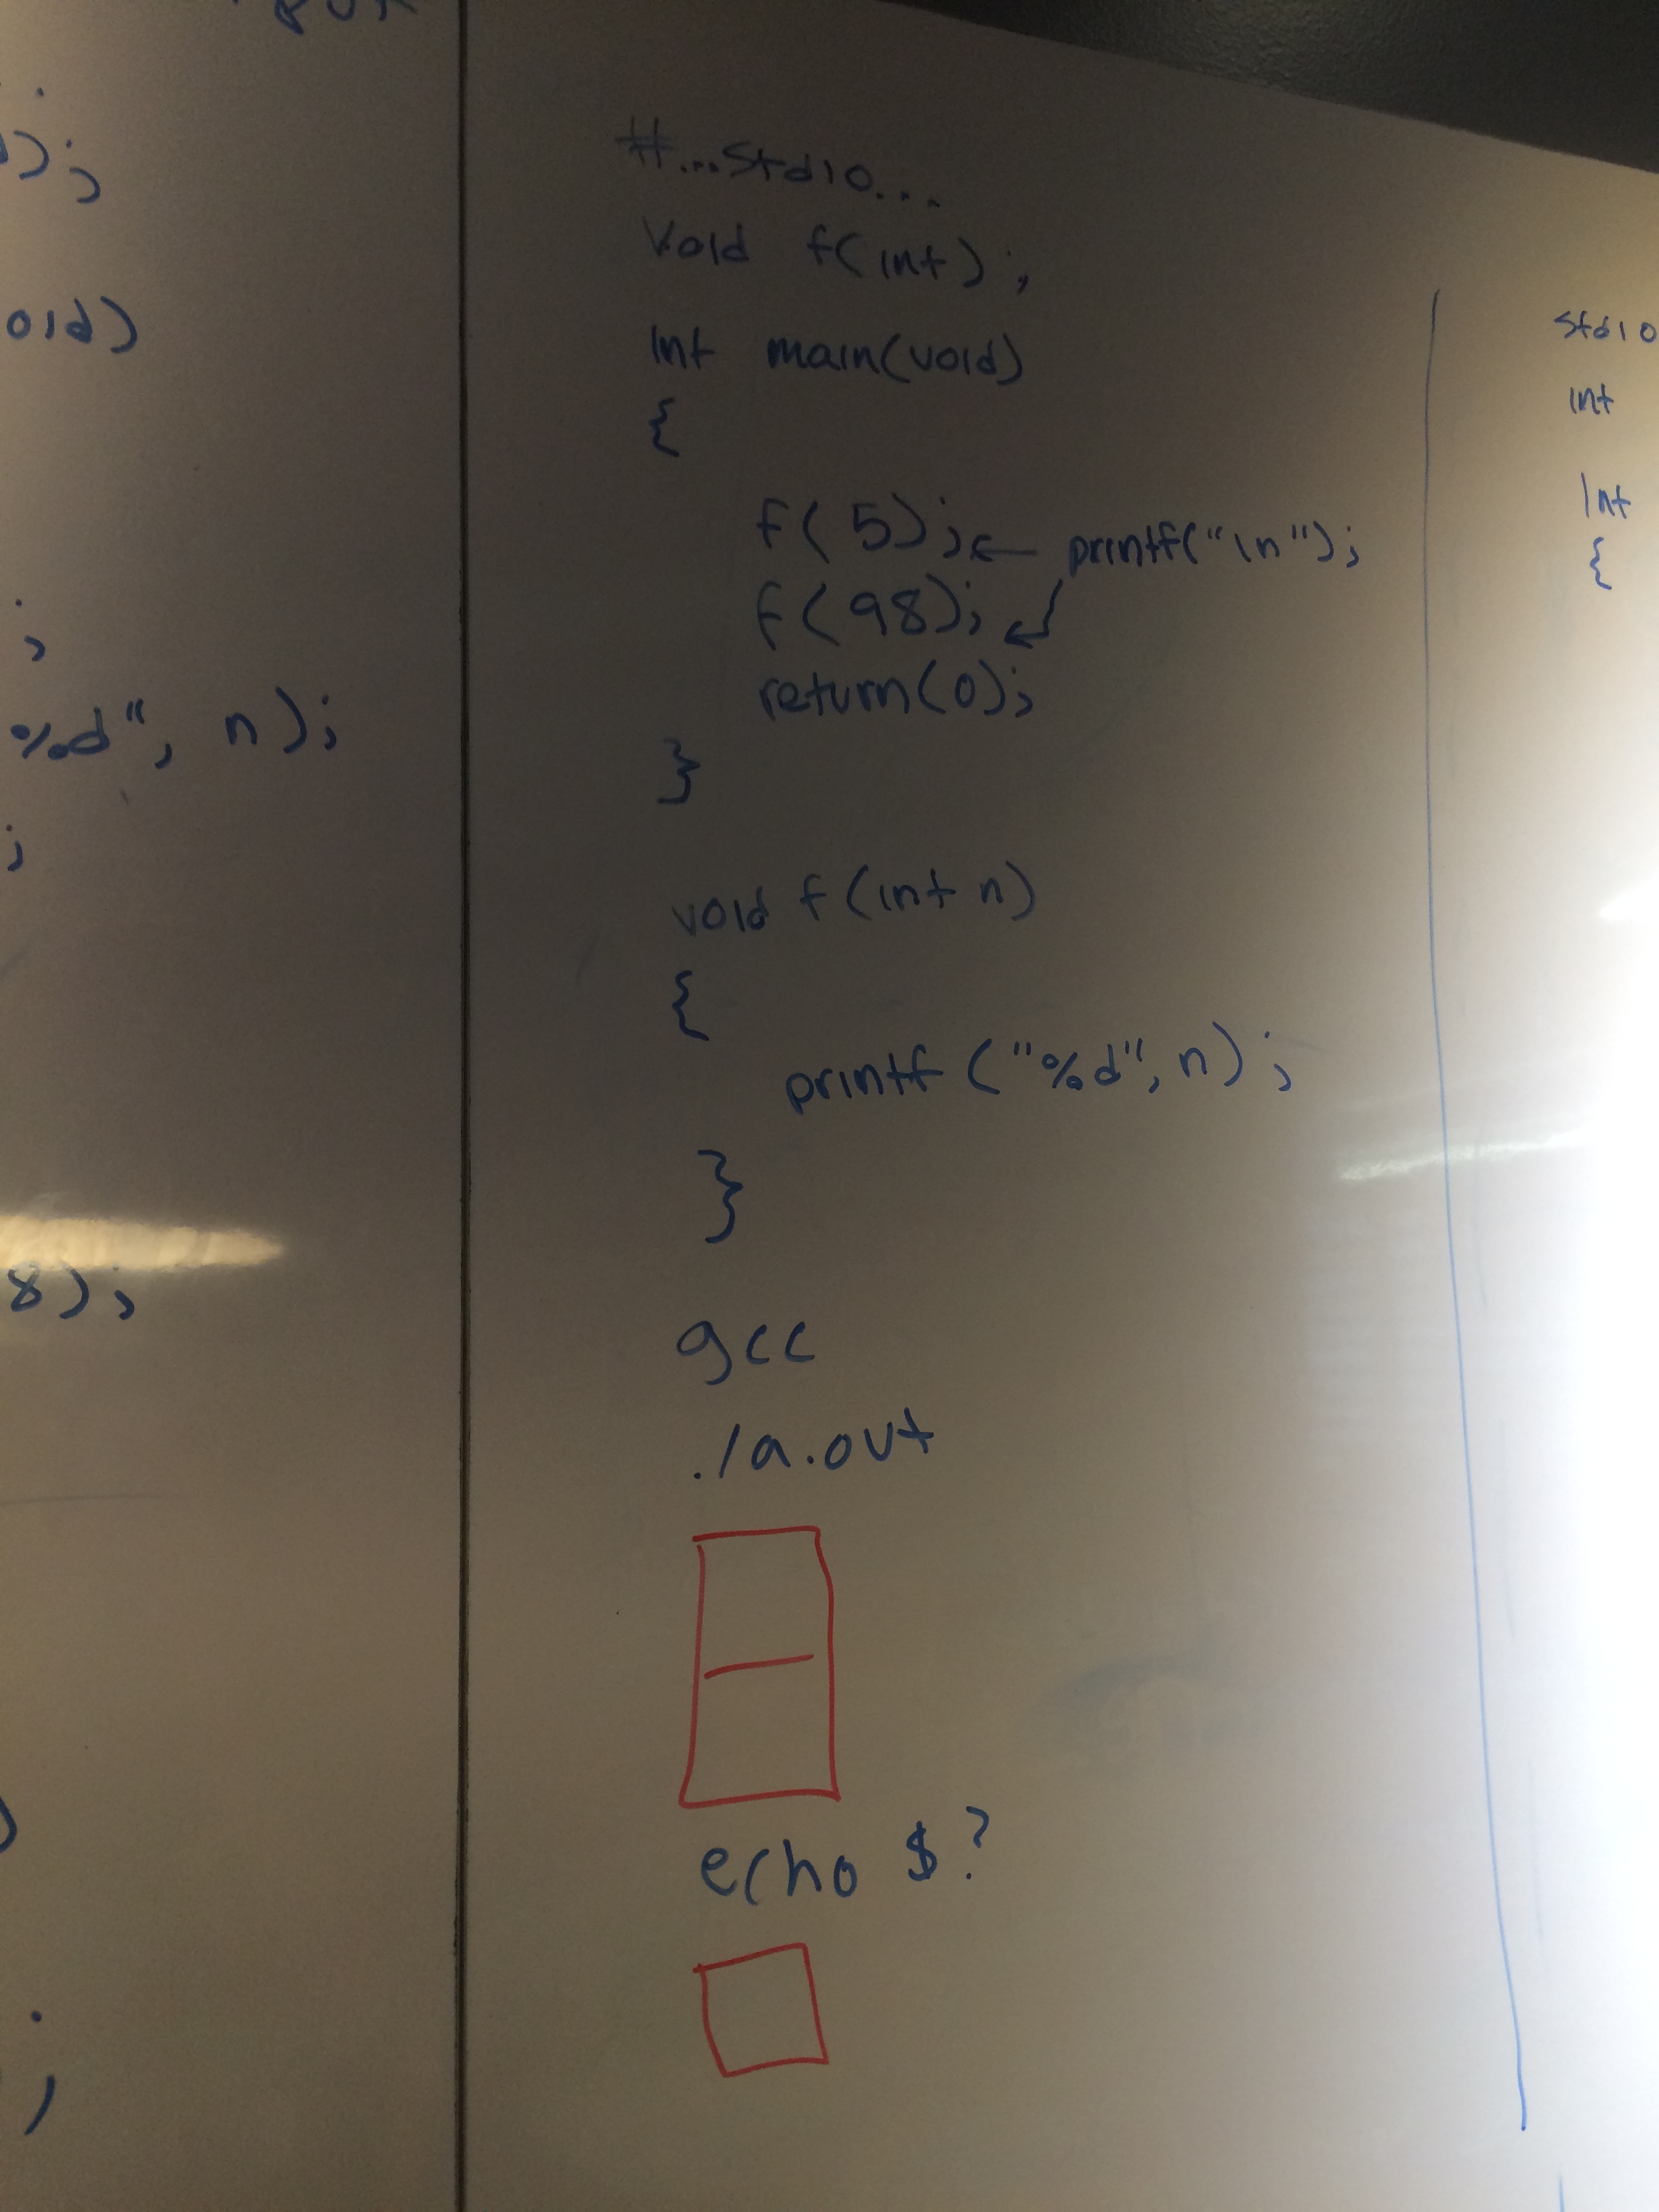 );
oid)
;
%d", n);
;
8);
)
;
#...stdio...
void f(int);
int main(void)
{
f(5); ← printf("\n");
f(98); ↙
return(0);
}
void f(int n)
{
printf("%d", n);
}
gcc
./a.out
echo $?
stdio
int
int
{